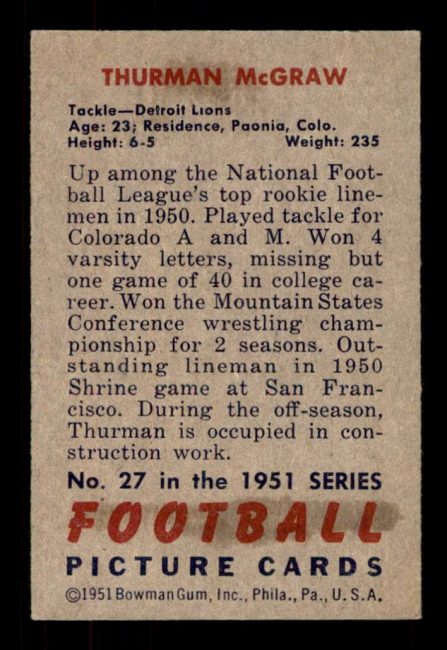 THURMAN McGRAW
Tackle—Detroit Lions
Age: 23; Residence, Paonia, Colo.
Height: 6-5 Weight: 235
Up among the National Foot-
ball League's top rookie line-
men in 1950. Played tackle for
Colorado A and M. Won 4
varsity letters, missing but
one game of 40 in college ca-
reer. Won the Mountain States
Conference wrestling cham-
pionship for 2 seasons. Out-
standing lineman in 1950
Shrine game at San Fran-
cisco. During the off-season,
Thurman is occupied in con-
struction work.
No. 27 in the 1951 SERIES
FOOTBALL
PICTURE CARDS
©1951 Bowman Gum, Inc., Phila., Pa., U. S. A.